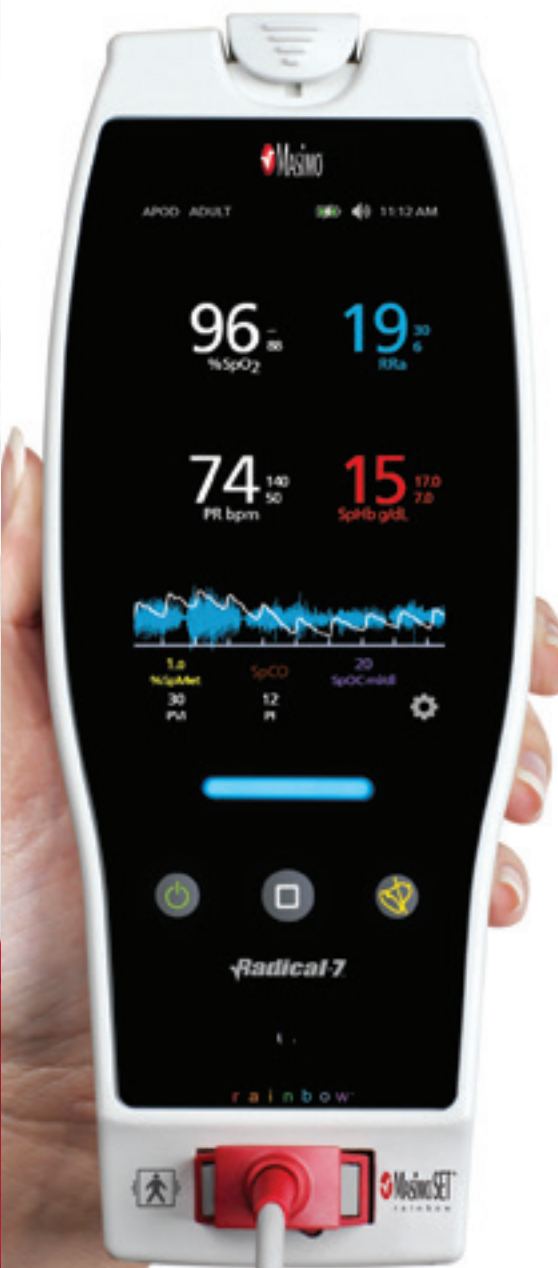 Masimo
APOD ADULT 11:12 AM
96 – 88 19 30 6
%SpO2 RRa
74 140 50 15 17.0 7.0
PR bpm SpHb g/dL
1.0 SpCO 20
%SpMet SpOC ml/dl
30 12
PVI PI
Radical-7
rainbow
Masimo SET
rainbow